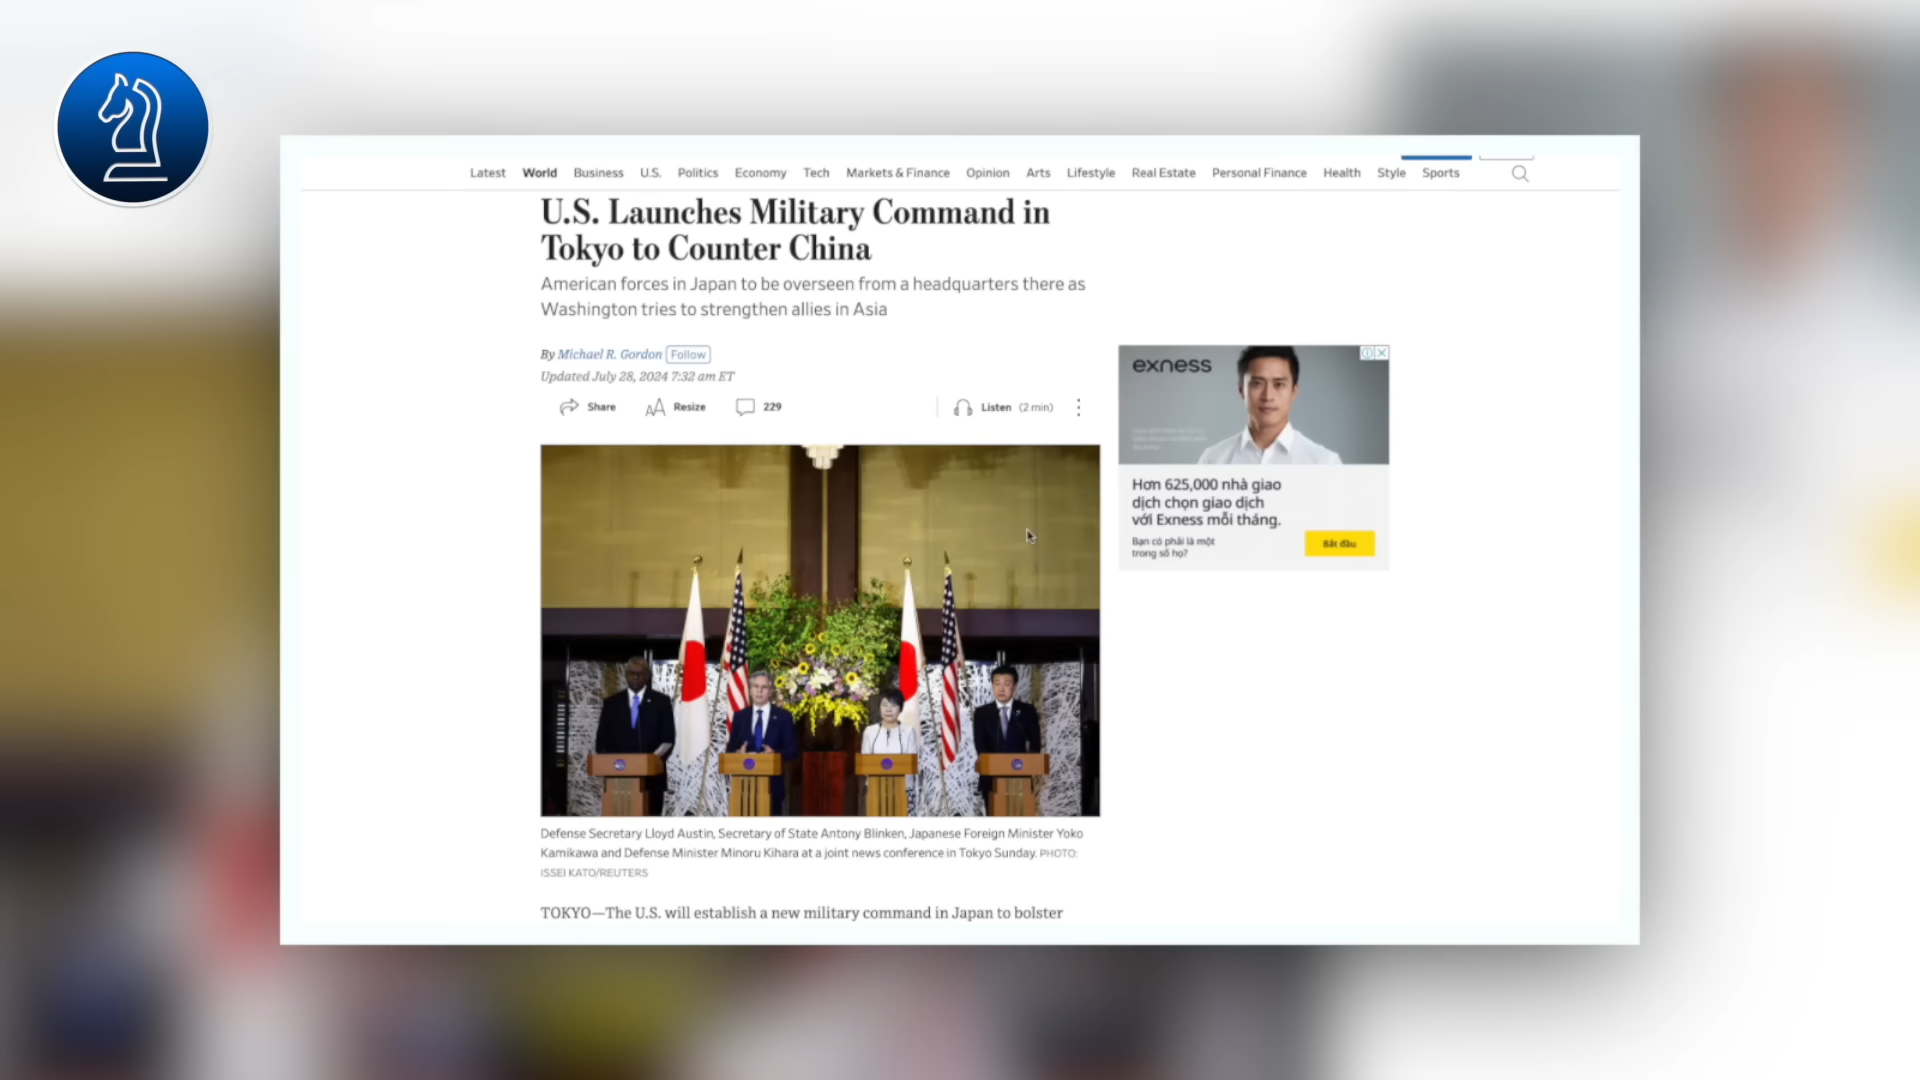 Latest World Business U.S. Politics Economy Tech Markets & Finance Opinion Arts Lifestyle Real Estate Personal Finance Health Style Sports
U.S. Launches Military Command in
Tokyo to Counter China
American forces in Japan to be overseen from a headquarters there as
Washington tries to strengthen allies in Asia
By Michael R. Gordon Follow
Updated July 28, 2024 7:32 am ET
Share Resize 229 Listen (2 min)
Defense Secretary Lloyd Austin, Secretary of State Antony Blinken, Japanese Foreign Minister Yoko
Kamikawa and Defense Minister Minoru Kihara at a joint news conference in Tokyo Sunday. PHOTO:
ISSEI KATO/REUTERS
TOKYO—The U.S. will establish a new military command in Japan to bolster
exness
Hơn 625,000 nhà giao
dịch chọn giao dịch
với Exness mỗi tháng.
Bạn có phải là một
trong số họ?
Bắt đầu